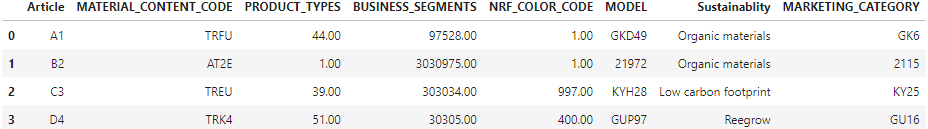 Article MATERIAL_CONTENT_CODE PRODUCT_TYPES BUSINESS_SEGMENTS NRF_COLOR_CODE MODEL Sustainablity MARKETING_CATEGORY
0 A1 TRFU 44.00 97528.00 1.00 GKD49 Organic materials GK6
1 B2 AT2E 1.00 3030975.00 1.00 21972 Organic materials 2115
2 C3 TREU 39.00 303034.00 997.00 KYH28 Low carbon footprint KY25
3 D4 TRK4 51.00 30305.00 400.00 GUP97 Reegrow GU16